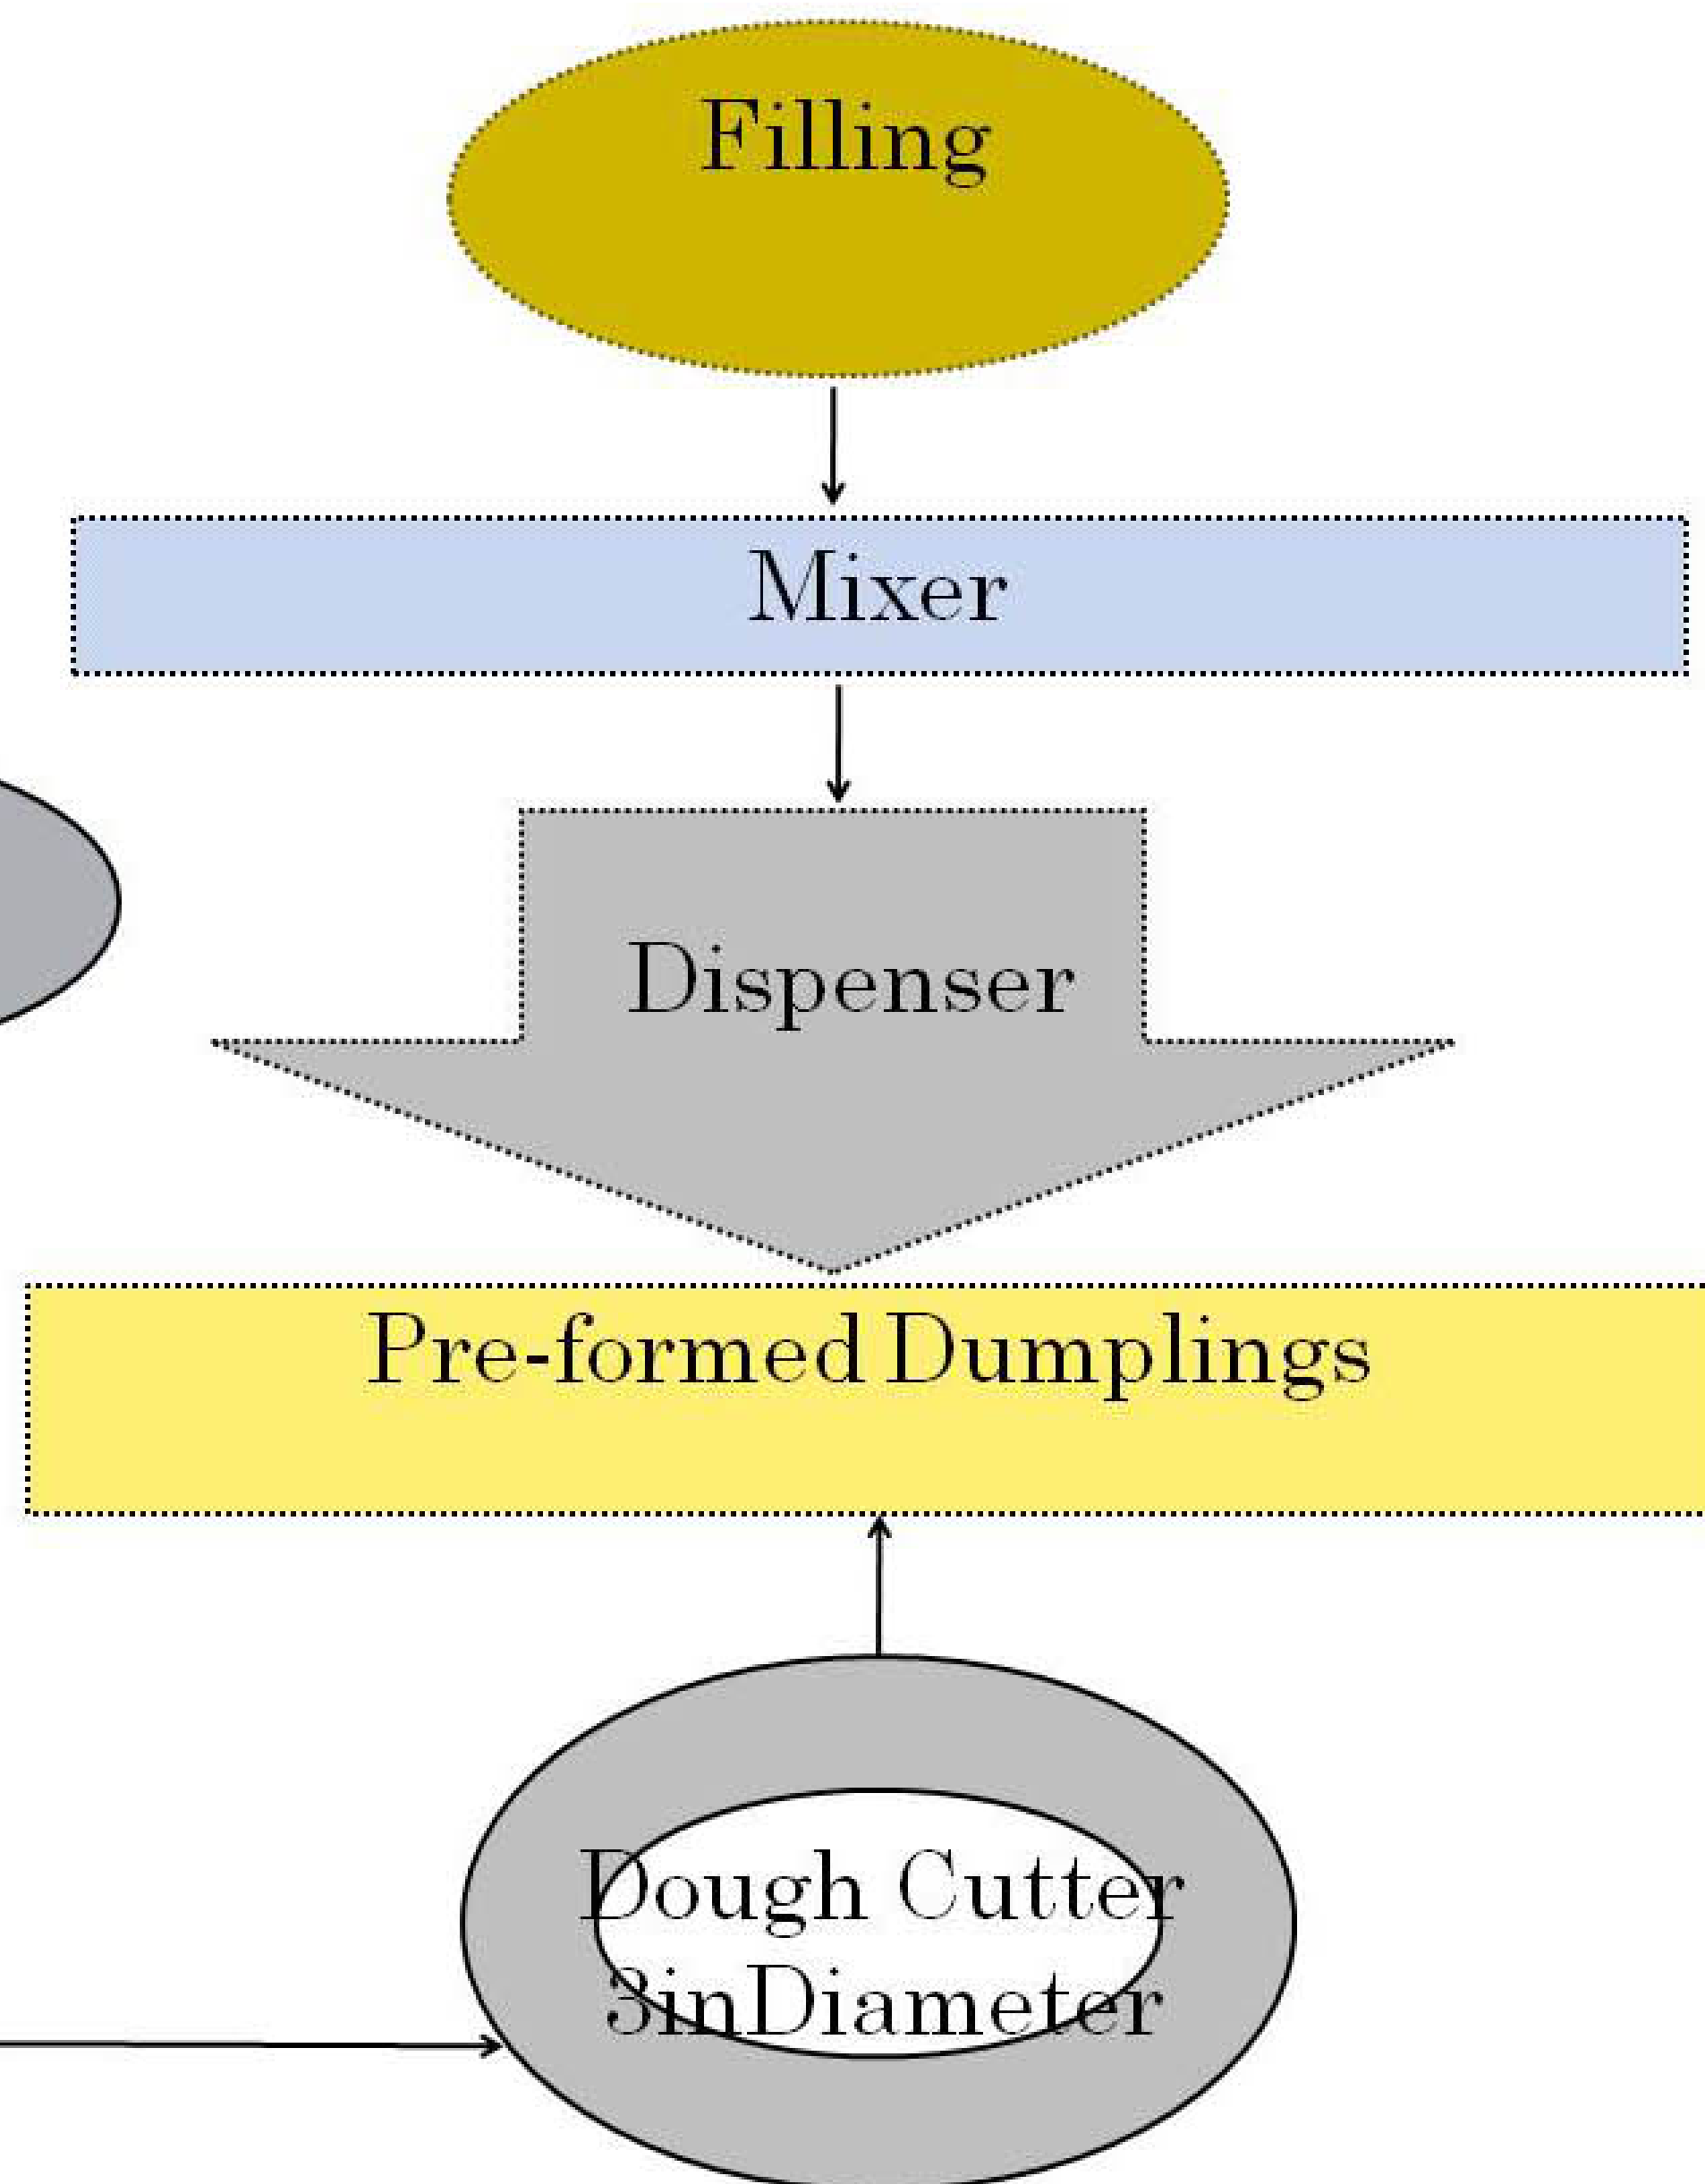 Filling
Mixer
Dispenser
Pre-formed Dumplings
Dough Cutter
3inDiameter